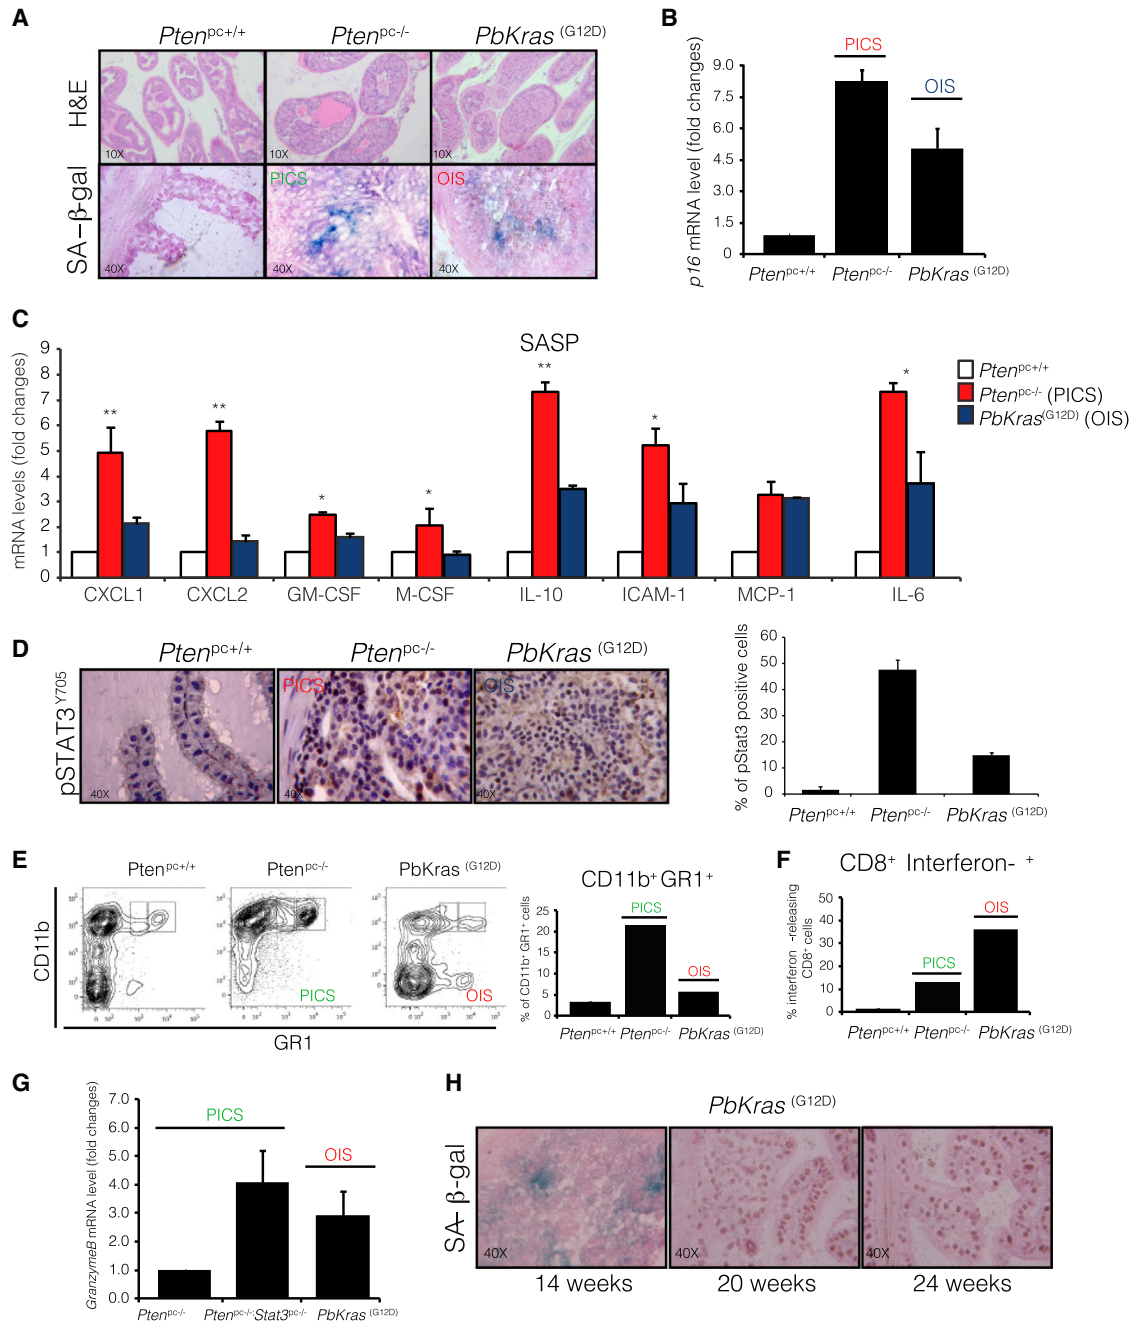 A
Pten pc+/+ Pten pc-/- PbKras (G12D)
H&E
10X 10X 10X
SA–β-gal
PICS OIS
40X 40X 40X
B
p16 mRNA level (fold changes)
9.0
7.5
6.0
4.5
3.0
1.5
0
PICS
OIS
Pten pc+/+ Pten pc-/- PbKras (G12D)
C
SASP
mRNA levels (fold changes)
9
8
7
6
5
4
3
2
1
0
** ** * * ** * *
CXCL1 CXCL2 GM-CSF M-CSF IL-10 ICAM-1 MCP-1 IL-6
Pten pc+/+
Pten pc-/- (PICS)
PbKras (G12D) (OIS)
D
Pten pc+/+ Pten pc-/- PbKras (G12D)
pSTAT3 Y705
PICS OIS
40X 40X 40X
% of pStat3 positive cells
60
50
40
30
20
10
0
Pten pc+/+ Pten pc-/- PbKras (G12D)
E
Pten pc+/+ Pten pc-/- PbKras (G12D)
CD11b
GR1
PICS OIS
CD11b+ GR1+
% of CD11b+ GR1+ cells
25
20
15
10
5
0
PICS
OIS
Pten pc+/+ Pten pc-/- PbKras (G12D)
F
CD8+ Interferon- +
% interferon -releasing
CD8+ cells
50
40
30
20
10
0
PICS
OIS
Pten pc+/+ Pten pc-/- PbKras (G12D)
G
GranzymeB mRNA level (fold changes)
7.0
6.0
5.0
4.0
3.0
2.0
1.0
0.0
PICS
OIS
Pten pc-/- Pten pc-/-; Stat3 pc-/- PbKras (G12D)
H
PbKras (G12D)
SA– β-gal
40X 40X 40X
14 weeks 20 weeks 24 weeks